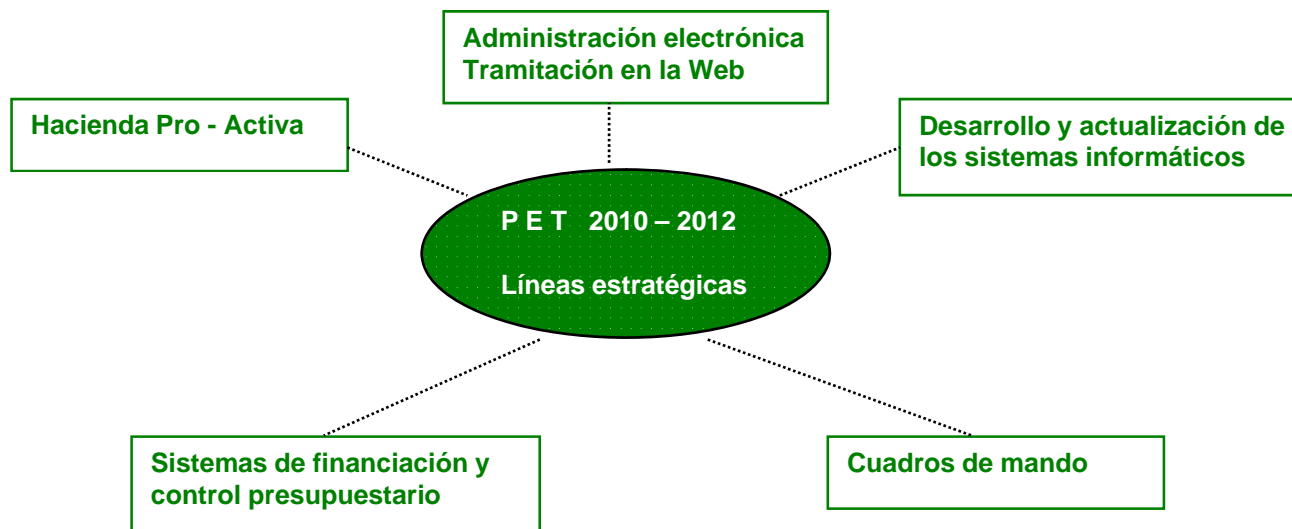 Administración electrónica
Tramitación en la Web
Hacienda Pro - Activa
Desarrollo y actualización de
los sistemas informáticos
P E T 2010 – 2012
Líneas estratégicas
Sistemas de financiación y
control presupuestario
Cuadros de mando